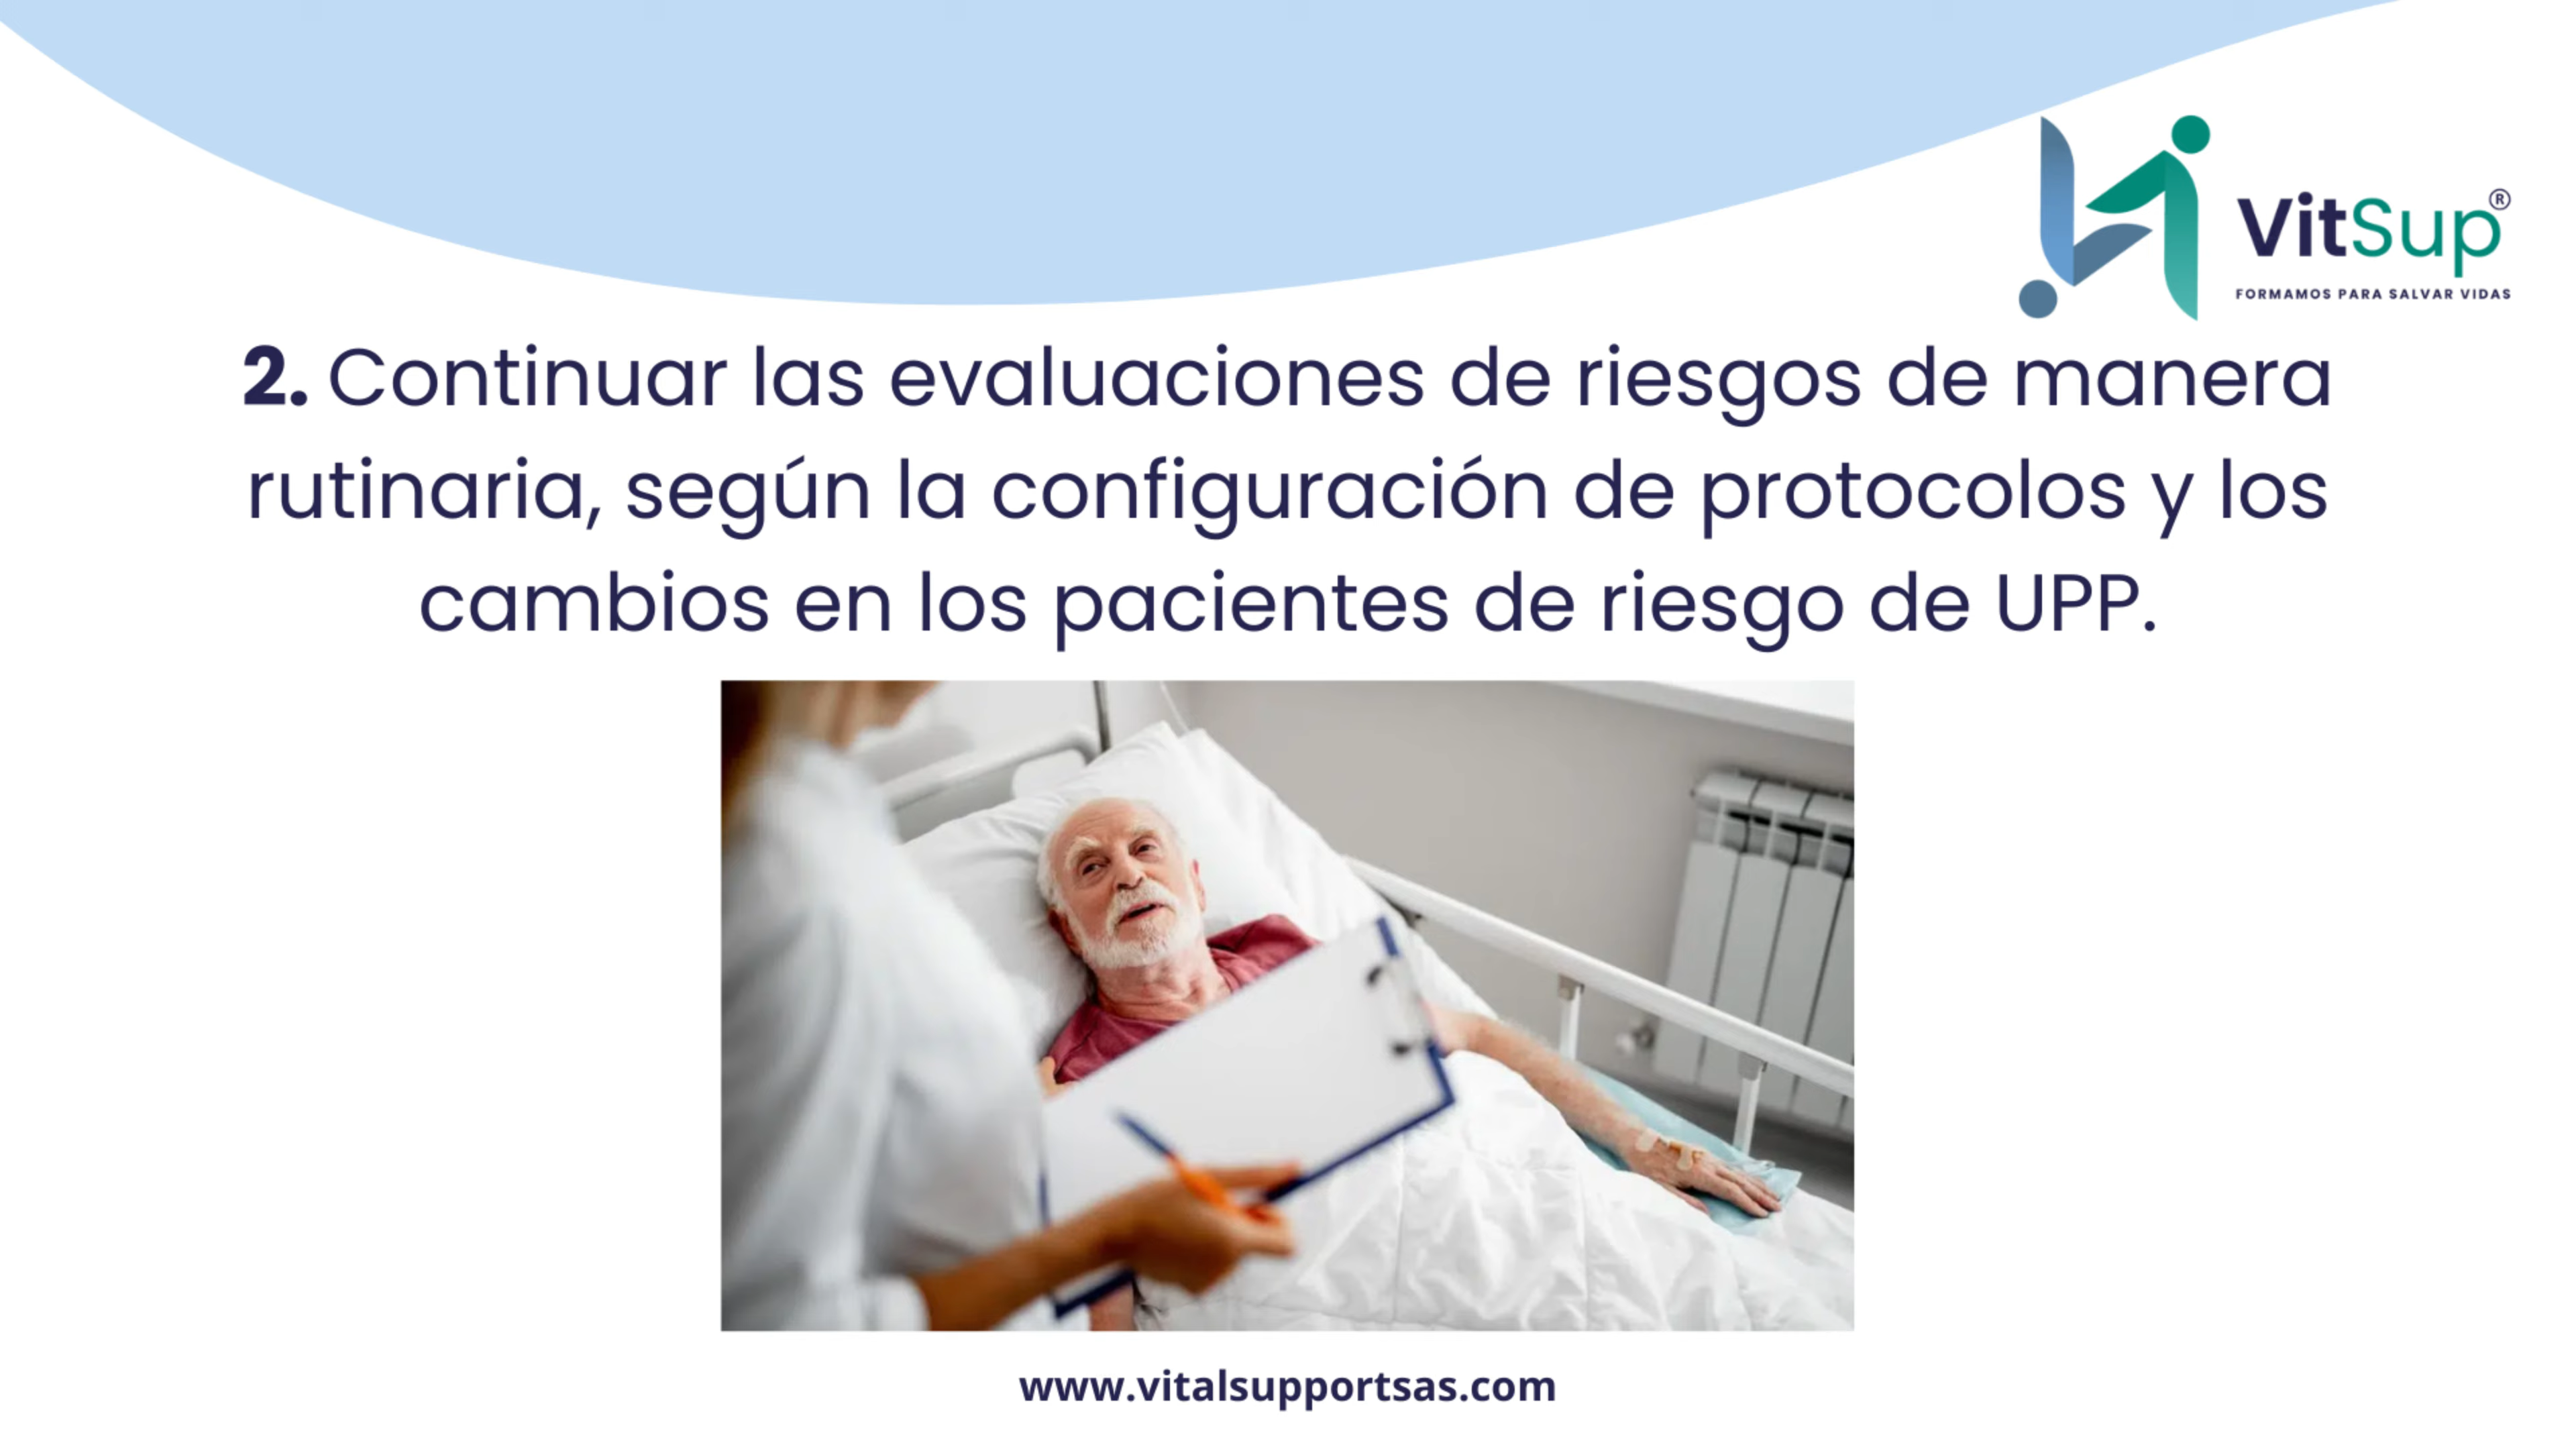 VitSup®
FORMAMOS PARA SALVAR VIDAS
2. Continuar las evaluaciones de riesgos de manera
rutinaria, según la configuración de protocolos y los
cambios en los pacientes de riesgo de UPP.
www.vitalsupportsas.com